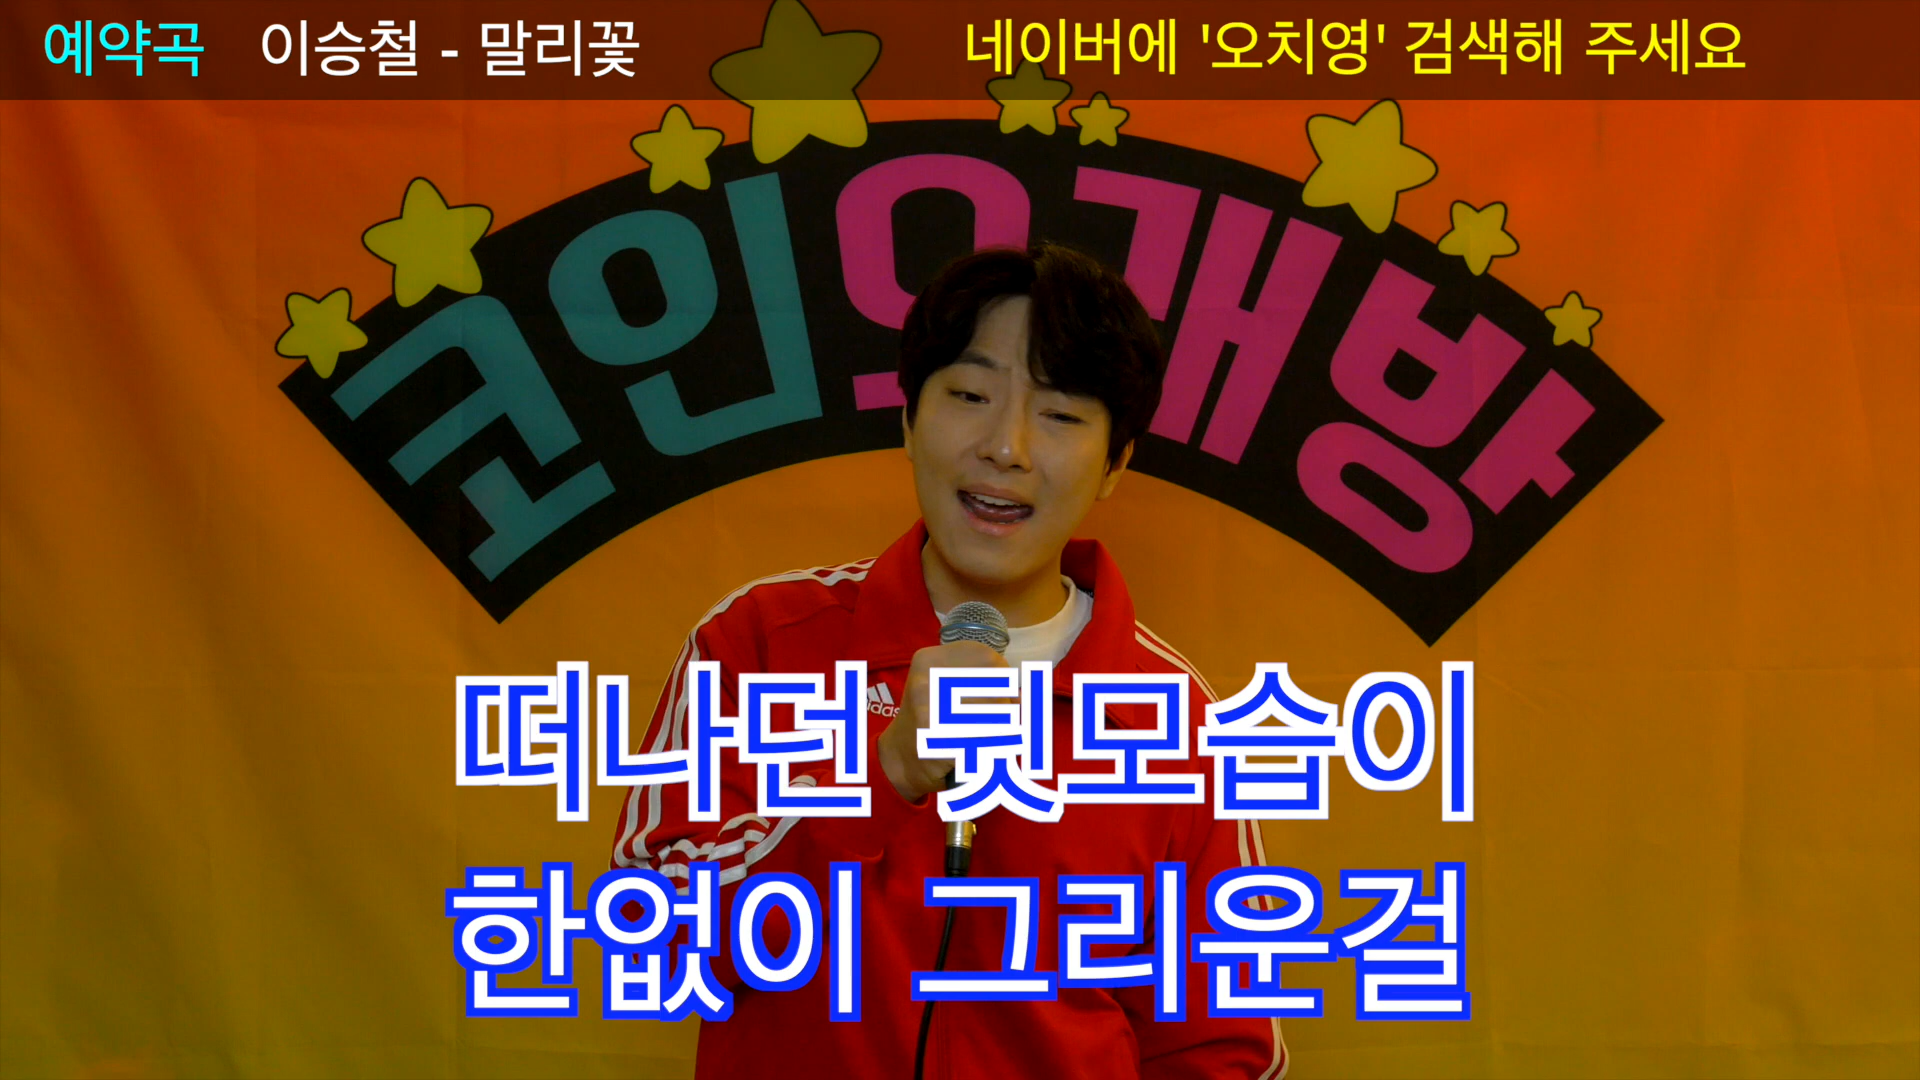 예약곡 이승철 - 말리꽃 네이버에 '오치영' 검색해 주세요
코인오개방
adidas
떠나던 뒷모습이
한없이 그리운걸